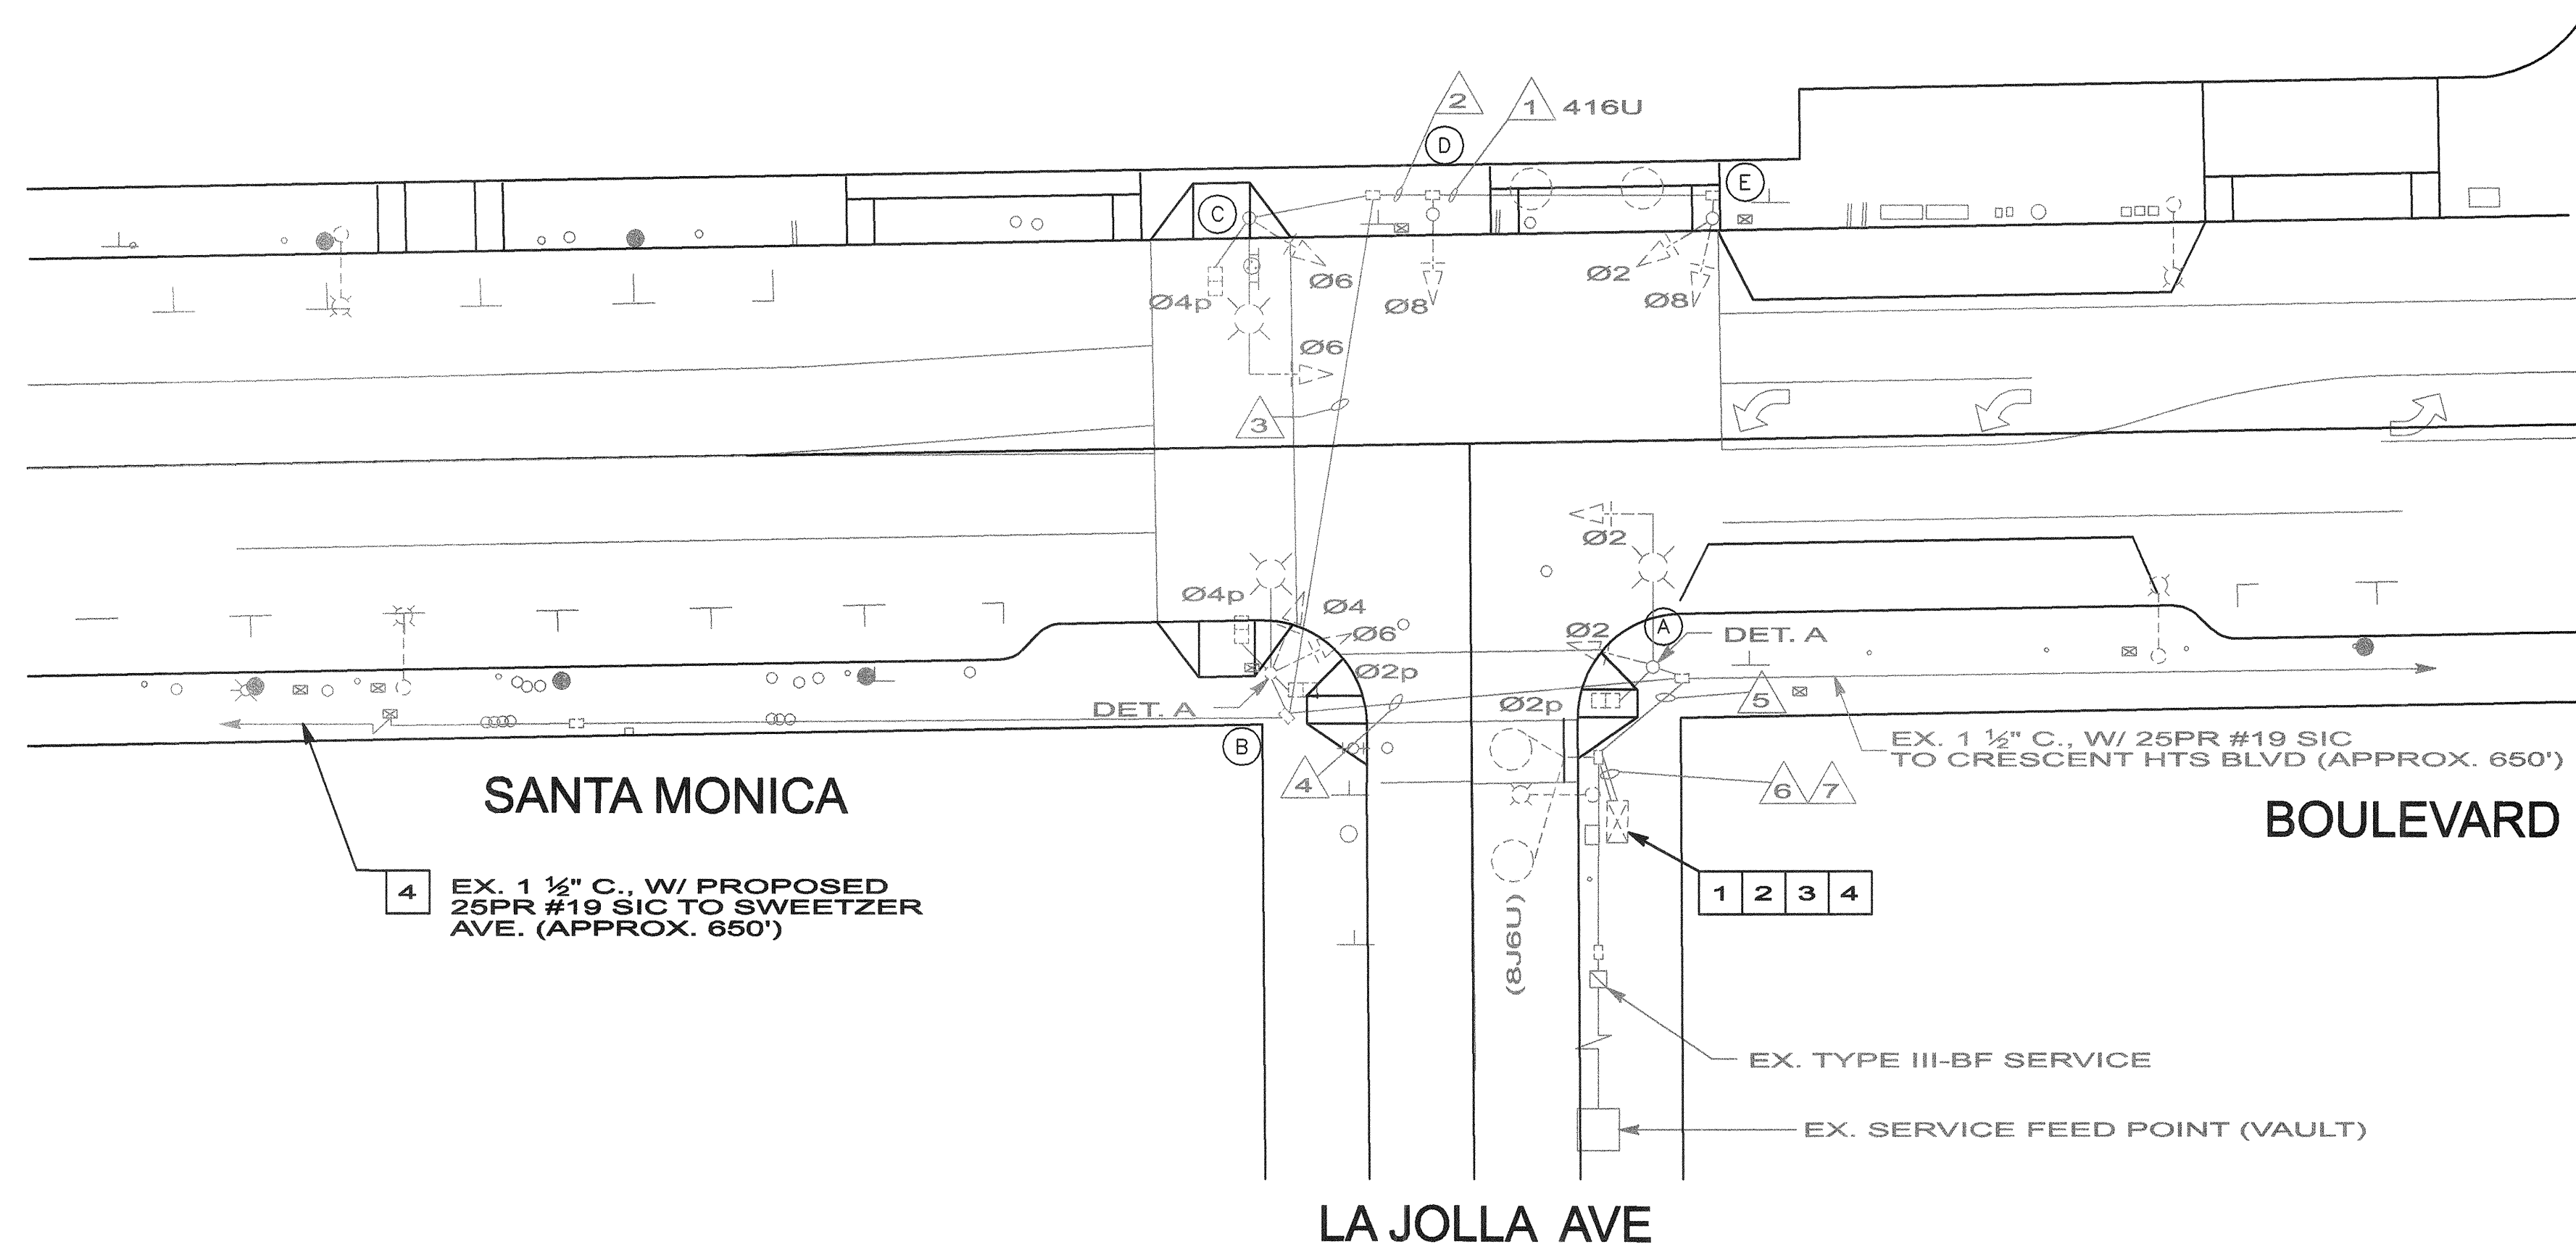 2
1
416U
D
E
C
Ø6
Ø2
Ø4p
Ø8
Ø8
Ø6
3
Ø2
Ø4p
Ø4
Ø6
Ø2
A
DET. A
Ø2p
5
DET. A
Ø2p
B
4
EX. 1 ½" C., W/ 25PR #19 SIC
TO CRESCENT HTS BLVD (APPROX. 650')
6
7
SANTA MONICA
BOULEVARD
4
EX. 1 ½" C., W/ PROPOSED
25PR #19 SIC TO SWEETZER
AVE. (APPROX. 650')
1 2 3 4
(8J6U)
EX. TYPE III-BF SERVICE
EX. SERVICE FEED POINT (VAULT)
LA JOLLA AVE